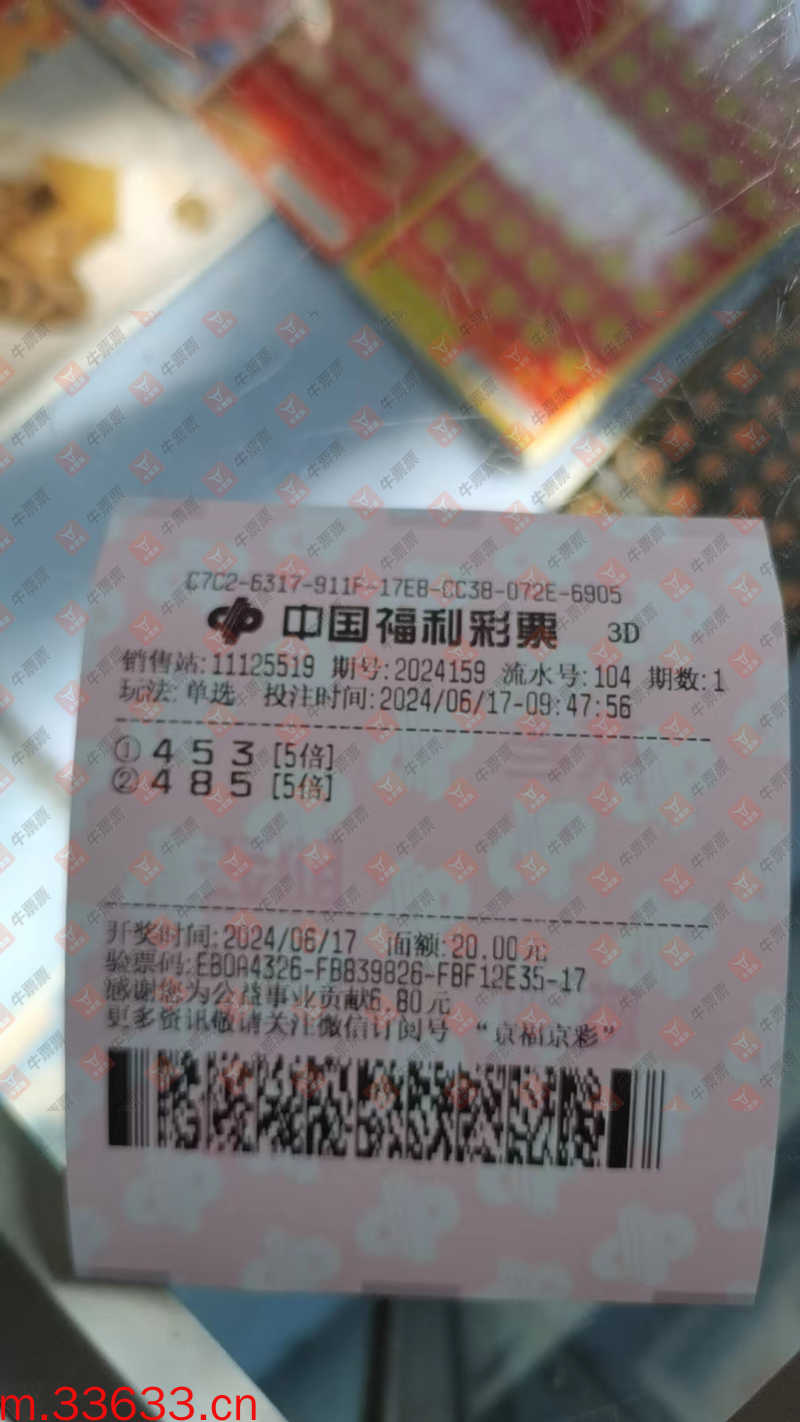 C7C2-6317-911F-17E8-CC38-072E-6905
中国福利彩票 3D
销售站:11125519 期号:2024159 流水号:104 期数:1
玩法:单选 投注时间:2024/06/17-09:47:56
① 4 5 3 [5倍]
② 4 8 5 [5倍]
开奖时间:2024/06/17 面额:20.00元
验票码:EB0A4326-FB839826-FBF12E35-17
感谢您为公益事业贡献6.80元
更多资讯敬请关注微信订阅号 “京福京彩”
牛票票
m.33633.cn